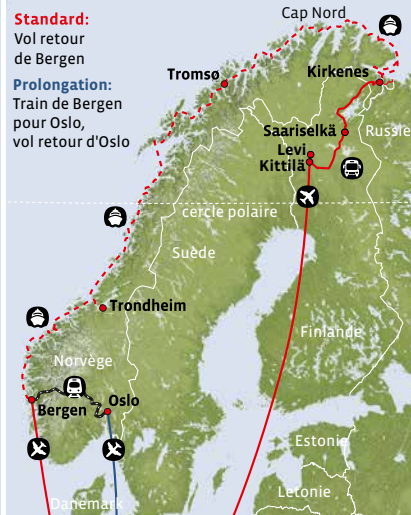 Standard:
Vol retour
de Bergen
Prolongation:
Train de Bergen
pour Oslo,
vol retour d'Oslo
Cap Nord
Tromsø
Kirkenes
Saariselkä
Russie
Levi
Kittilä
cercle polaire
Suède
Trondheim
Finlande
Norvège
Bergen
Oslo
Estonie
Letonie
Danemark